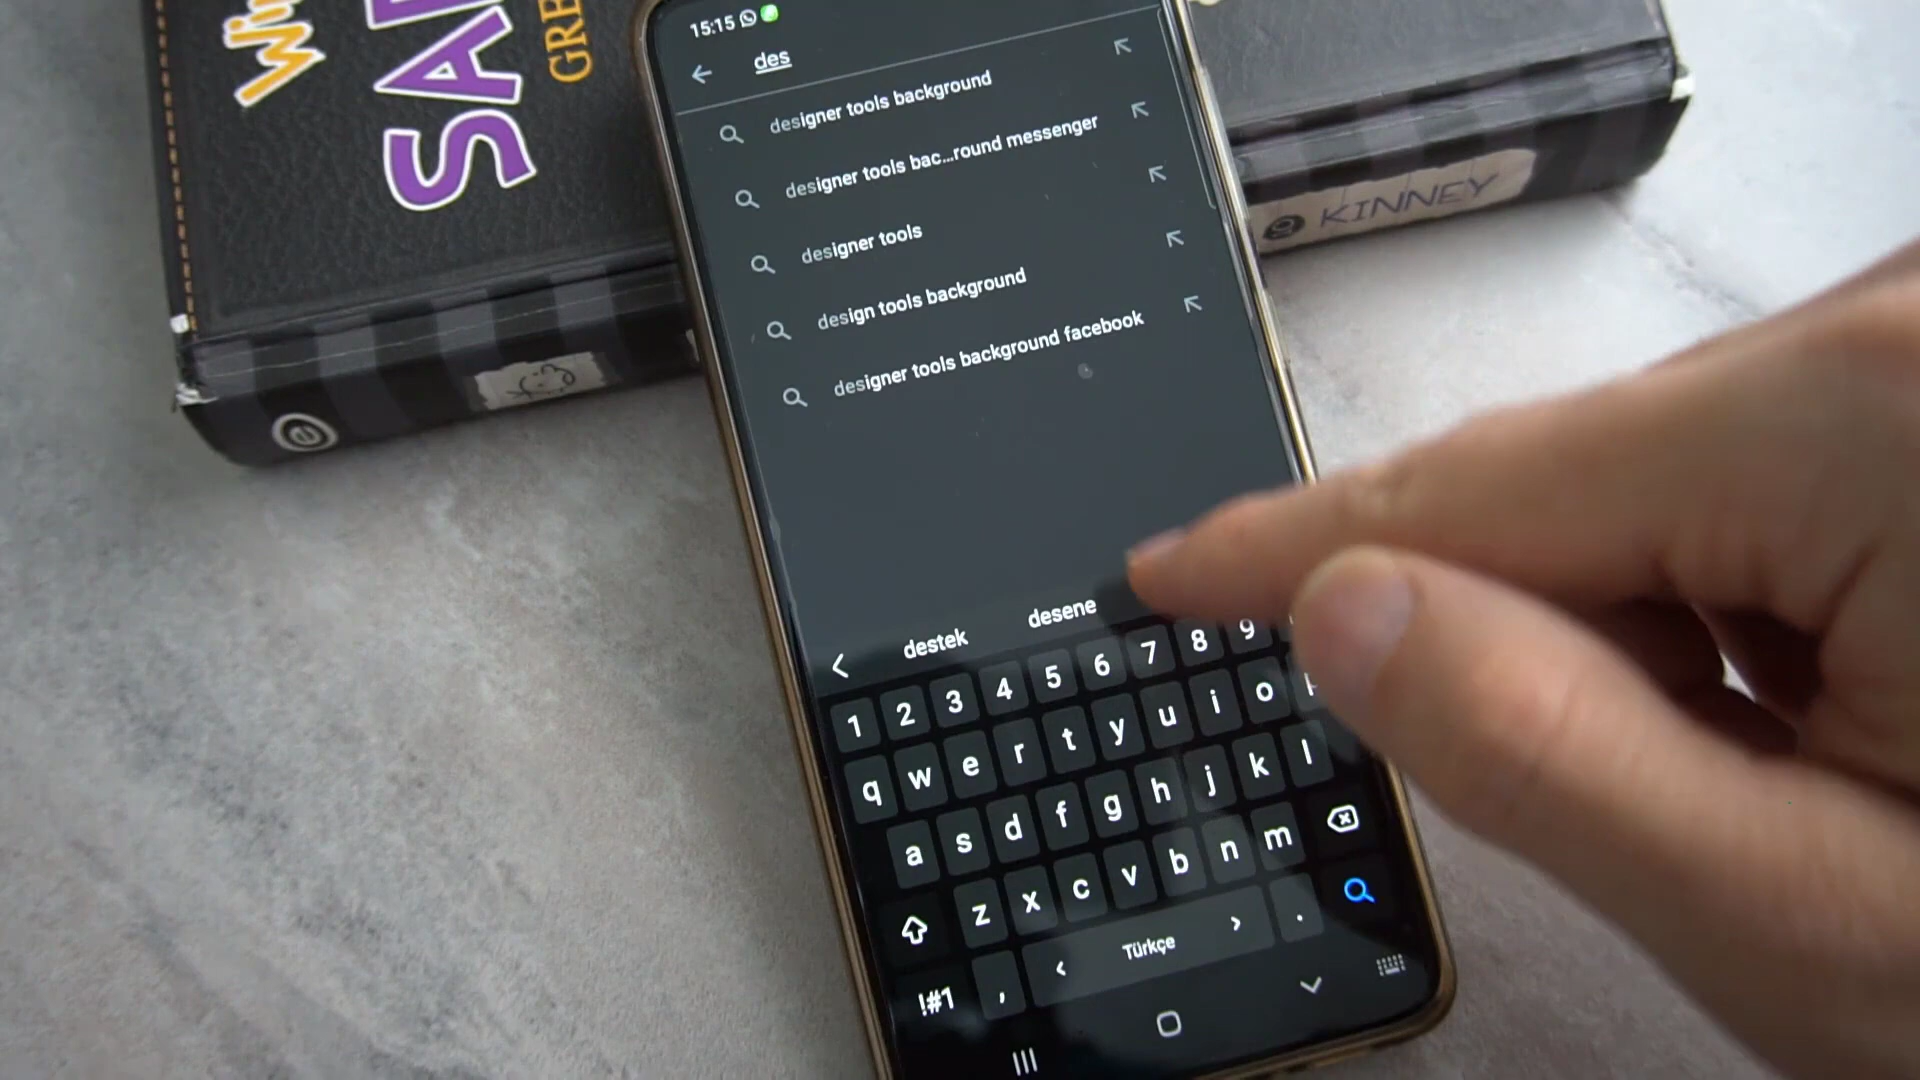 SA
GRE
KINNEY
15:15
des
designer tools background
designer tools bac...round messenger
designer tools
design tools background
designer tools background facebook
destek desene
1 2 3 4 5 6 7 8 9
q w e r t y u i o
a s d f g h j k l
z x c v b n m
!#1 , < Türkçe > .